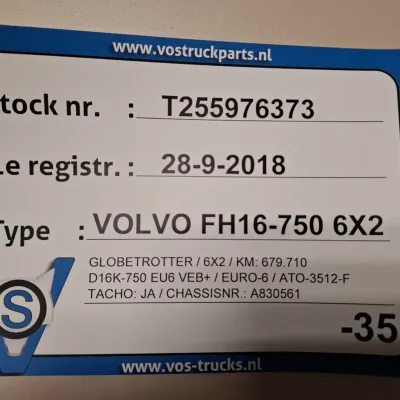 www.vostruckparts.nl
tock nr. : T255976373
1e registr. : 28-9-2018
Type : VOLVO FH16-750 6X2
GLOBETROTTER / 6X2 / KM: 679.710
D16K-750 EU6 VEB+ / EURO-6 / ATO-3512-F
TACHO: JA / CHASSISNR.: A830561
S
-35
www.vos-trucks.nl